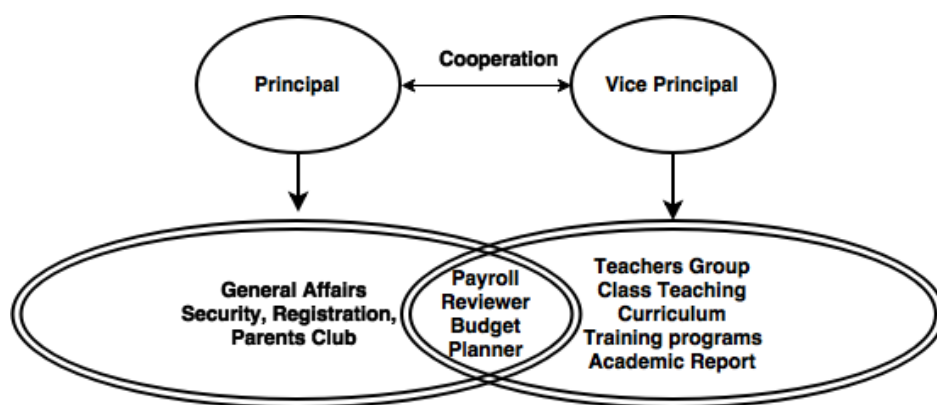 Cooperation
Principal
Vice Principal
General Affairs
Security, Registration,
Parents Club
Payroll
Reviewer
Budget
Planner
Teachers Group
Class Teaching
Curriculum
Training programs
Academic Report